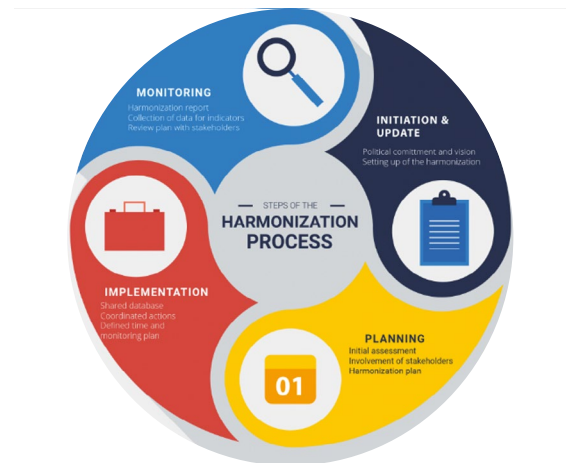 STEPS OF THE
HARMONIZATION
PROCESS
INITIATION &
UPDATE
Political comittment and vision
Setting up of the harmonization
PLANNING
Initial assessment
Involvement of stakeholders
Harmonization plan
01
IMPLEMENTATION
Shared database
Coordinated actions
Defined time and
monitoring plan
MONITORING
Harmonization report
Collection of data for indicators
Review plan with stakeholders